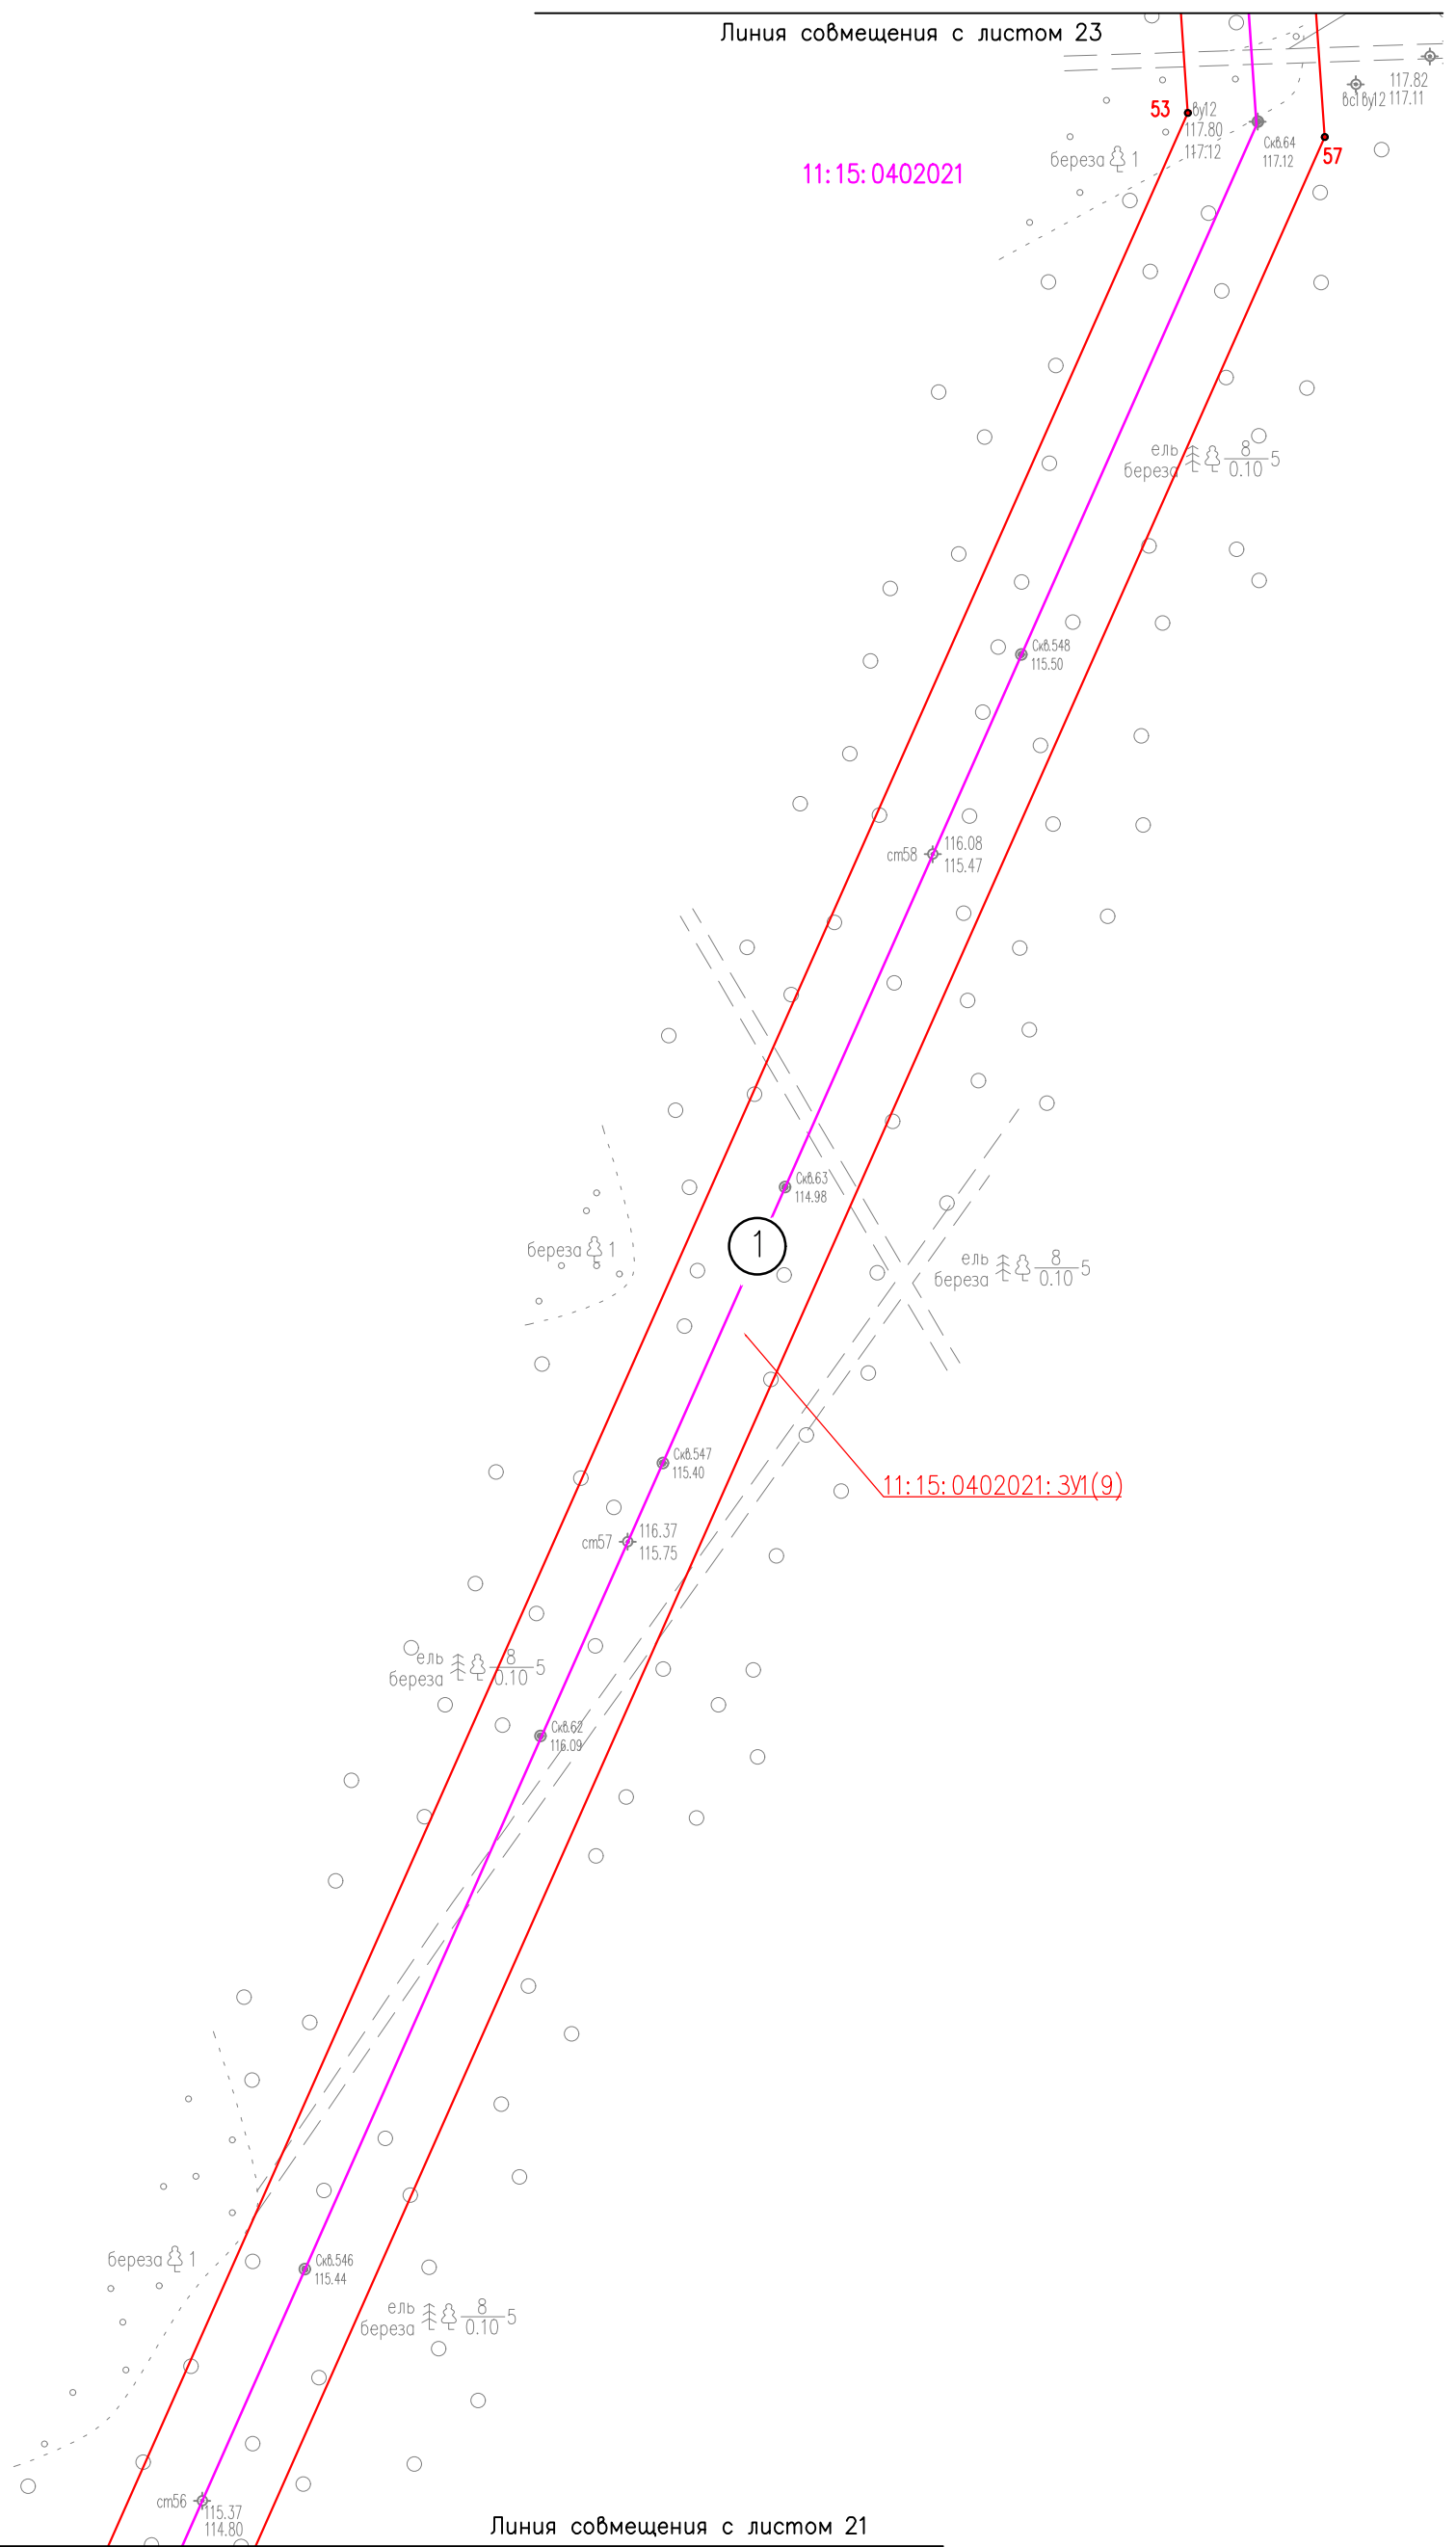 Линия совмещения с листом 23
53
ву12
117.80
117.12
Скв.64
117.12
57
вс1ву12
117.82
117.11
береза 1
11:15:0402021
ель
береза
8
0.10
5
Скв.548
115.50
ст58
116.08
115.47
Скв.63
114.98
береза 1
1
ель
береза
8
0.10
5
Скв.547
115.40
11:15:0402021:ЗУ1(9)
ст57
116.37
115.75
ель
береза
8
0.10
5
Скв.62
116.09
береза 1
Скв.546
115.44
ель
береза
8
0.10
5
ст56
115.37
114.80
Линия совмещения с листом 21